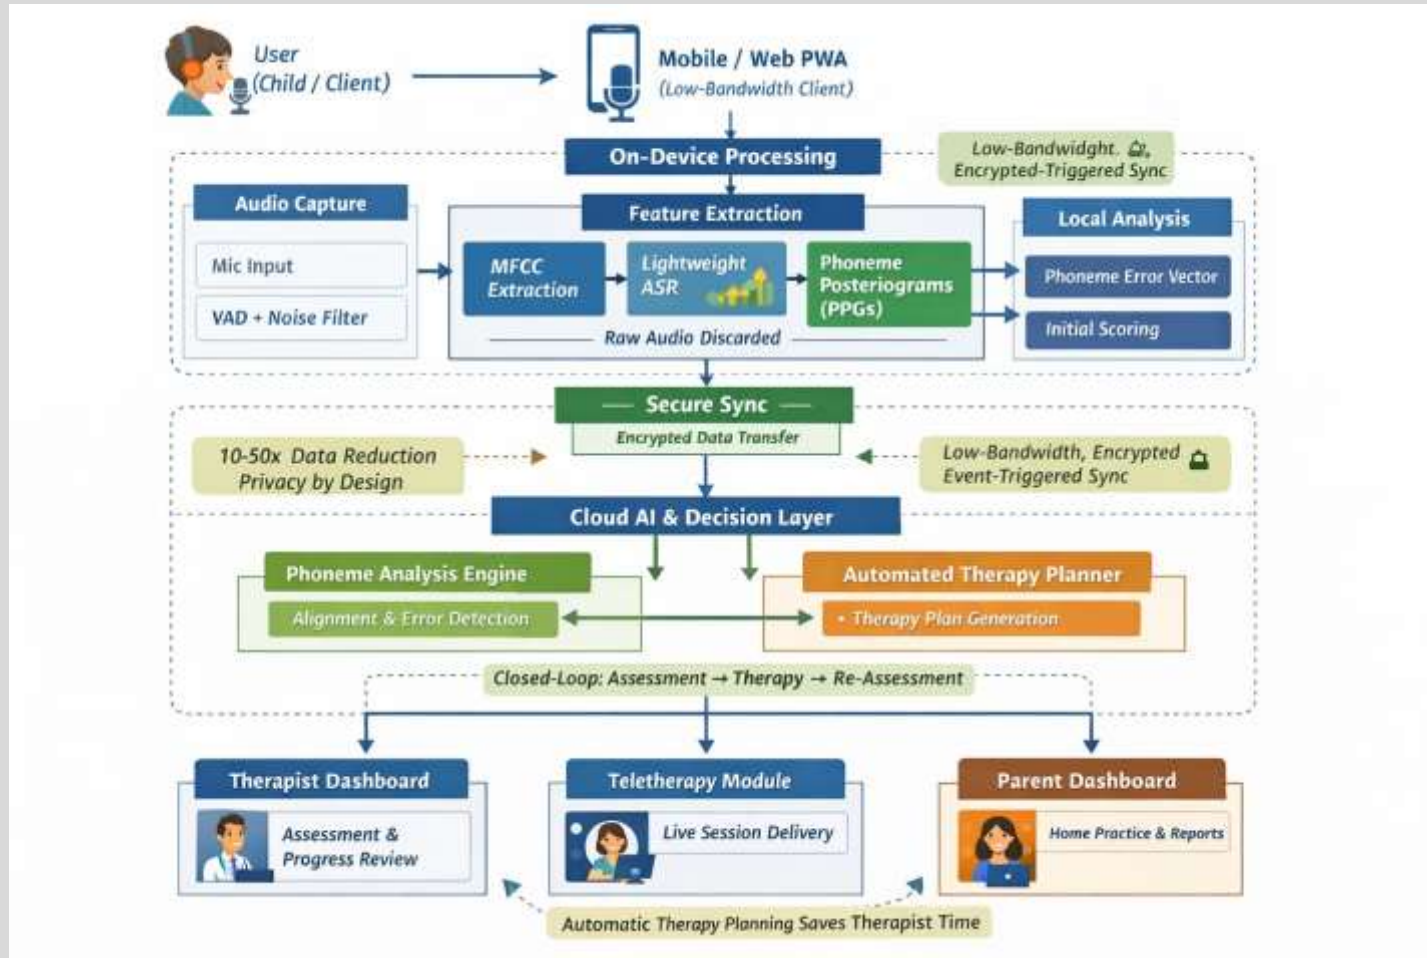 User
(Child / Client)
Mobile / Web PWA
(Low-Bandwidth Client)
On-Device Processing
Low-Bandwidght.
Encrypted-Triggered Sync
Audio Capture
Mic Input
VAD + Noise Filter
Feature Extraction
MFCC
Extraction
Lightweight
ASR
Phoneme
Posteriograms
(PPGs)
Raw Audio Discarded
Local Analysis
Phoneme Error Vector
Initial Scoring
Secure Sync
Encrypted Data Transfer
10-50x Data Reduction
Privacy by Design
Low-Bandwidth, Encrypted
Event-Triggered Sync
Cloud AI & Decision Layer
Phoneme Analysis Engine
Alignment & Error Detection
Automated Therapy Planner
• Therapy Plan Generation
Closed-Loop: Assessment → Therapy → Re-Assessment
Therapist Dashboard
Assessment &
Progress Review
Teletherapy Module
Live Session Delivery
Parent Dashboard
Home Practice & Reports
Automatic Therapy Planning Saves Therapist Time